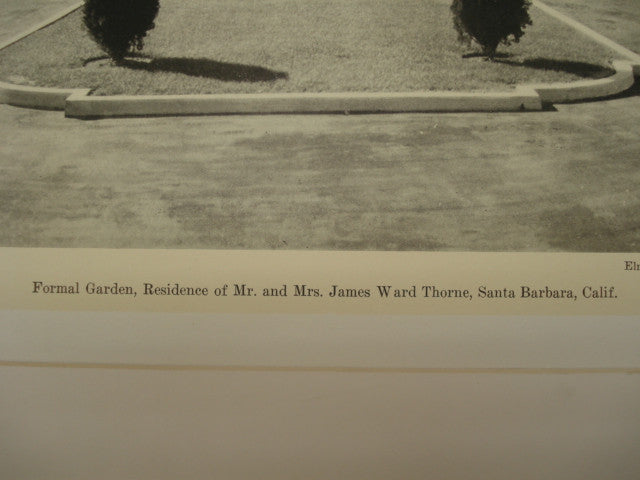 Formal Garden, Residence of Mr. and Mrs. James Ward Thorne, Santa Barbara, Calif.